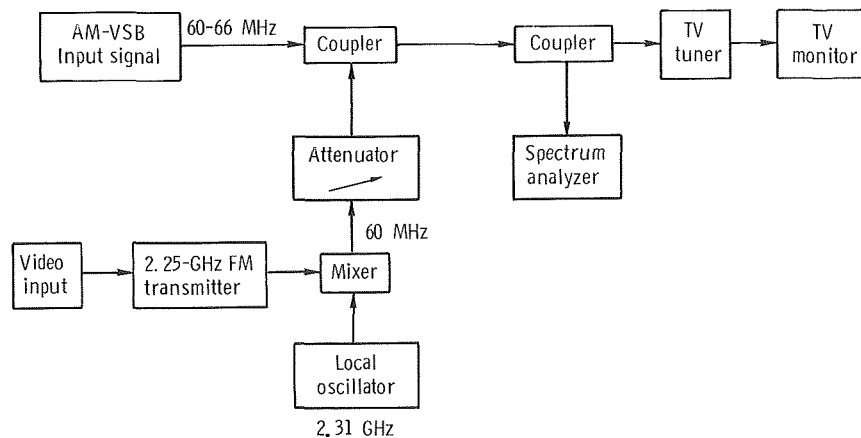 AM-VSB
Input signal
60-66 MHz
Coupler
Coupler
TV
tuner
TV
monitor
Attenuator
Spectrum
analyzer
60 MHz
Video
input
2.25-GHz FM
transmitter
Mixer
Local
oscillator
2.31 GHz